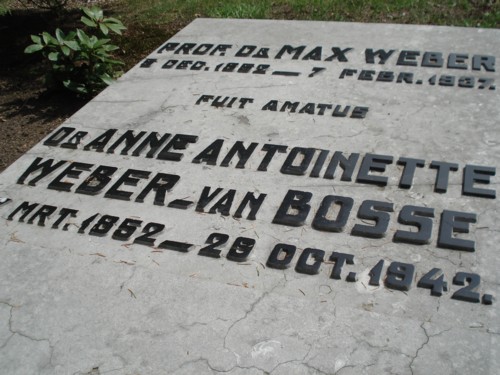 PROF. DR MAX WEBER
5 DEC. 1852 — 7 FEBR. 1937.
FUIT AMATUS
DR ANNE ANTOINETTE
WEBER-VAN BOSSE
MRT. 1852 — 29 OCT. 1942.